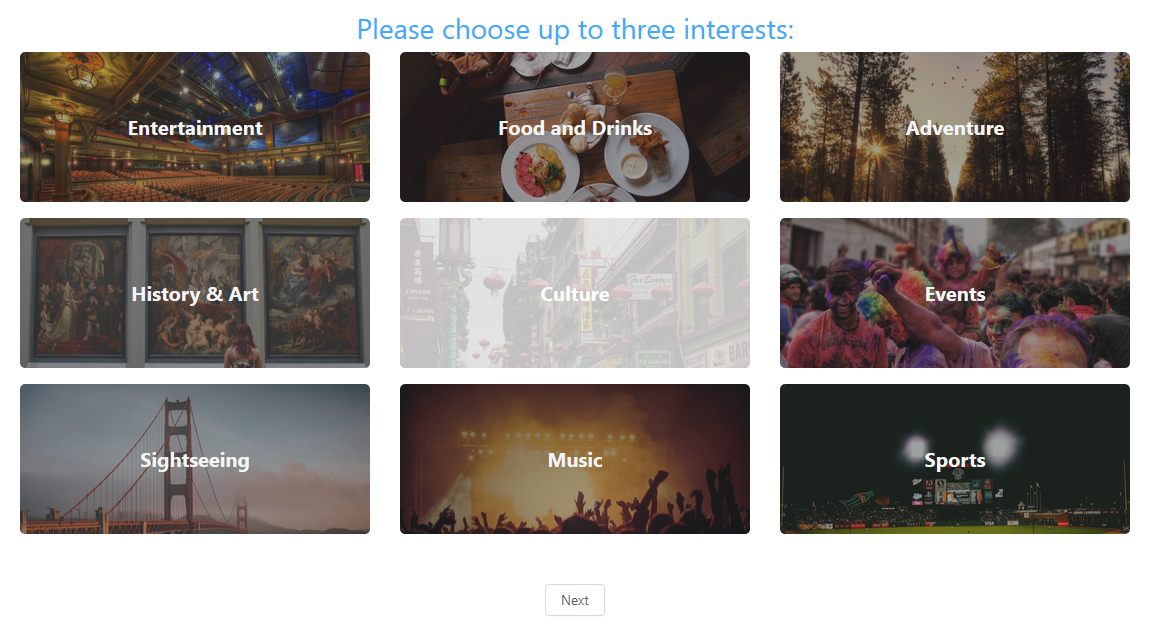 Please choose up to three interests:
Entertainment
Food and Drinks
Adventure
History & Art
Culture
Events
Sightseeing
Music
Sports
Next